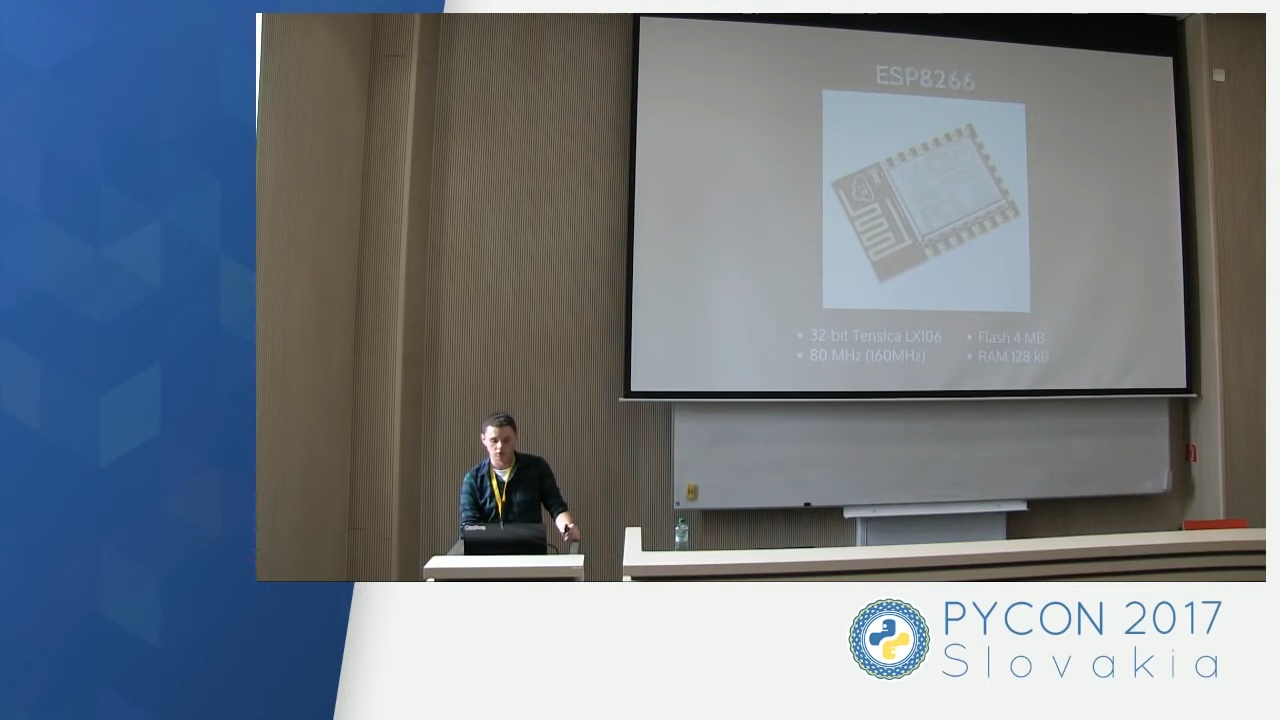 ESP8266
• 32-bit Tensica LX106
• 80 MHz (160MHz)
• Flash 4 MB
• RAM 128 kB
PYCON 2017
Slovakia